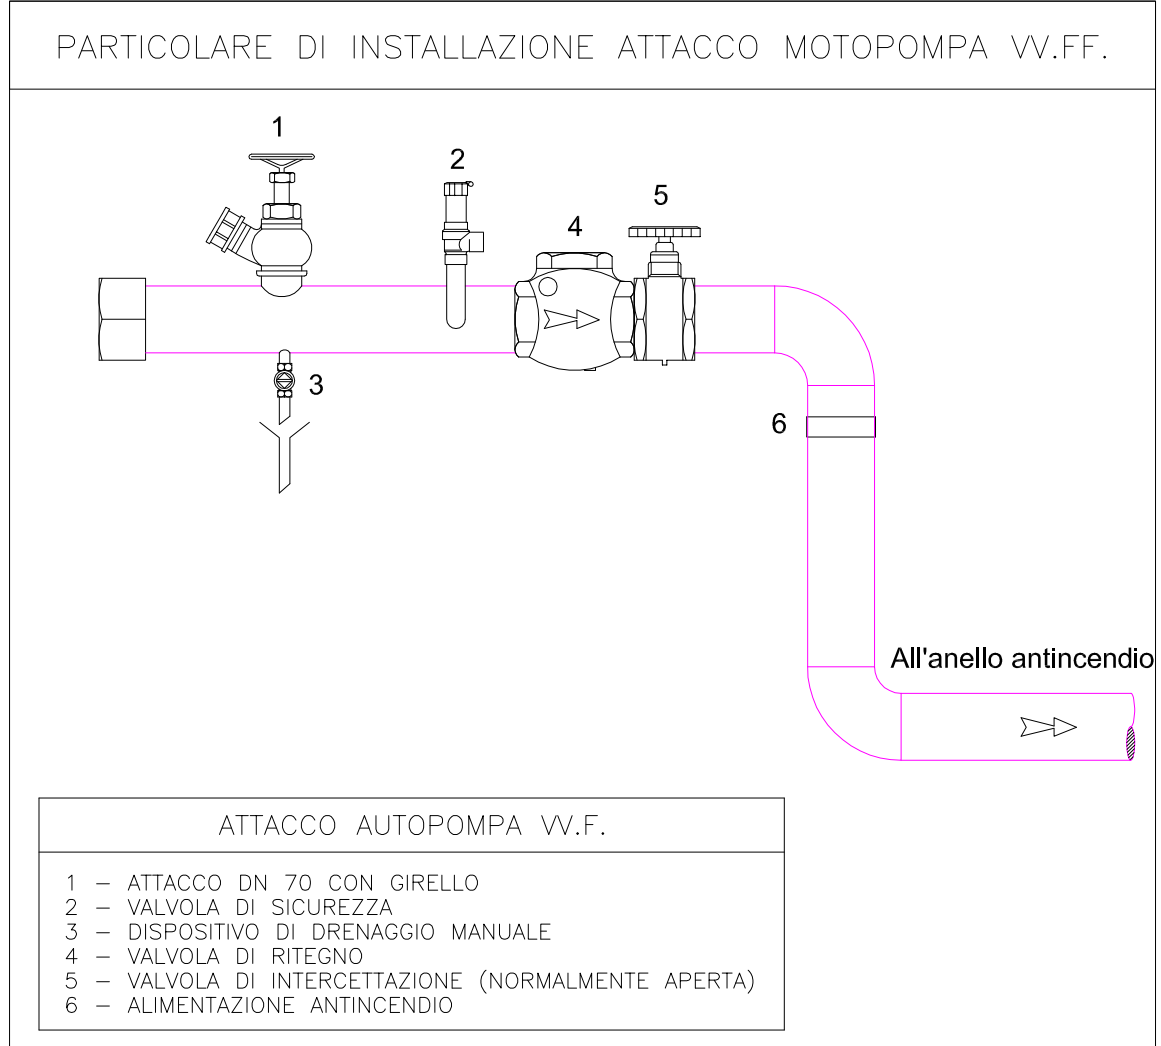 PARTICOLARE DI INSTALLAZIONE ATTACCO MOTOPOMPA VV.FF.
1
2
5
4
3
6
All'anello antincendio
ATTACCO AUTOPOMPA VV.F.
1 – ATTACCO DN 70 CON GIRELLO
2 – VALVOLA DI SICUREZZA
3 – DISPOSITIVO DI DRENAGGIO MANUALE
4 – VALVOLA DI RITEGNO
5 – VALVOLA DI INTERCETTAZIONE (NORMALMENTE APERTA)
6 – ALIMENTAZIONE ANTINCENDIO